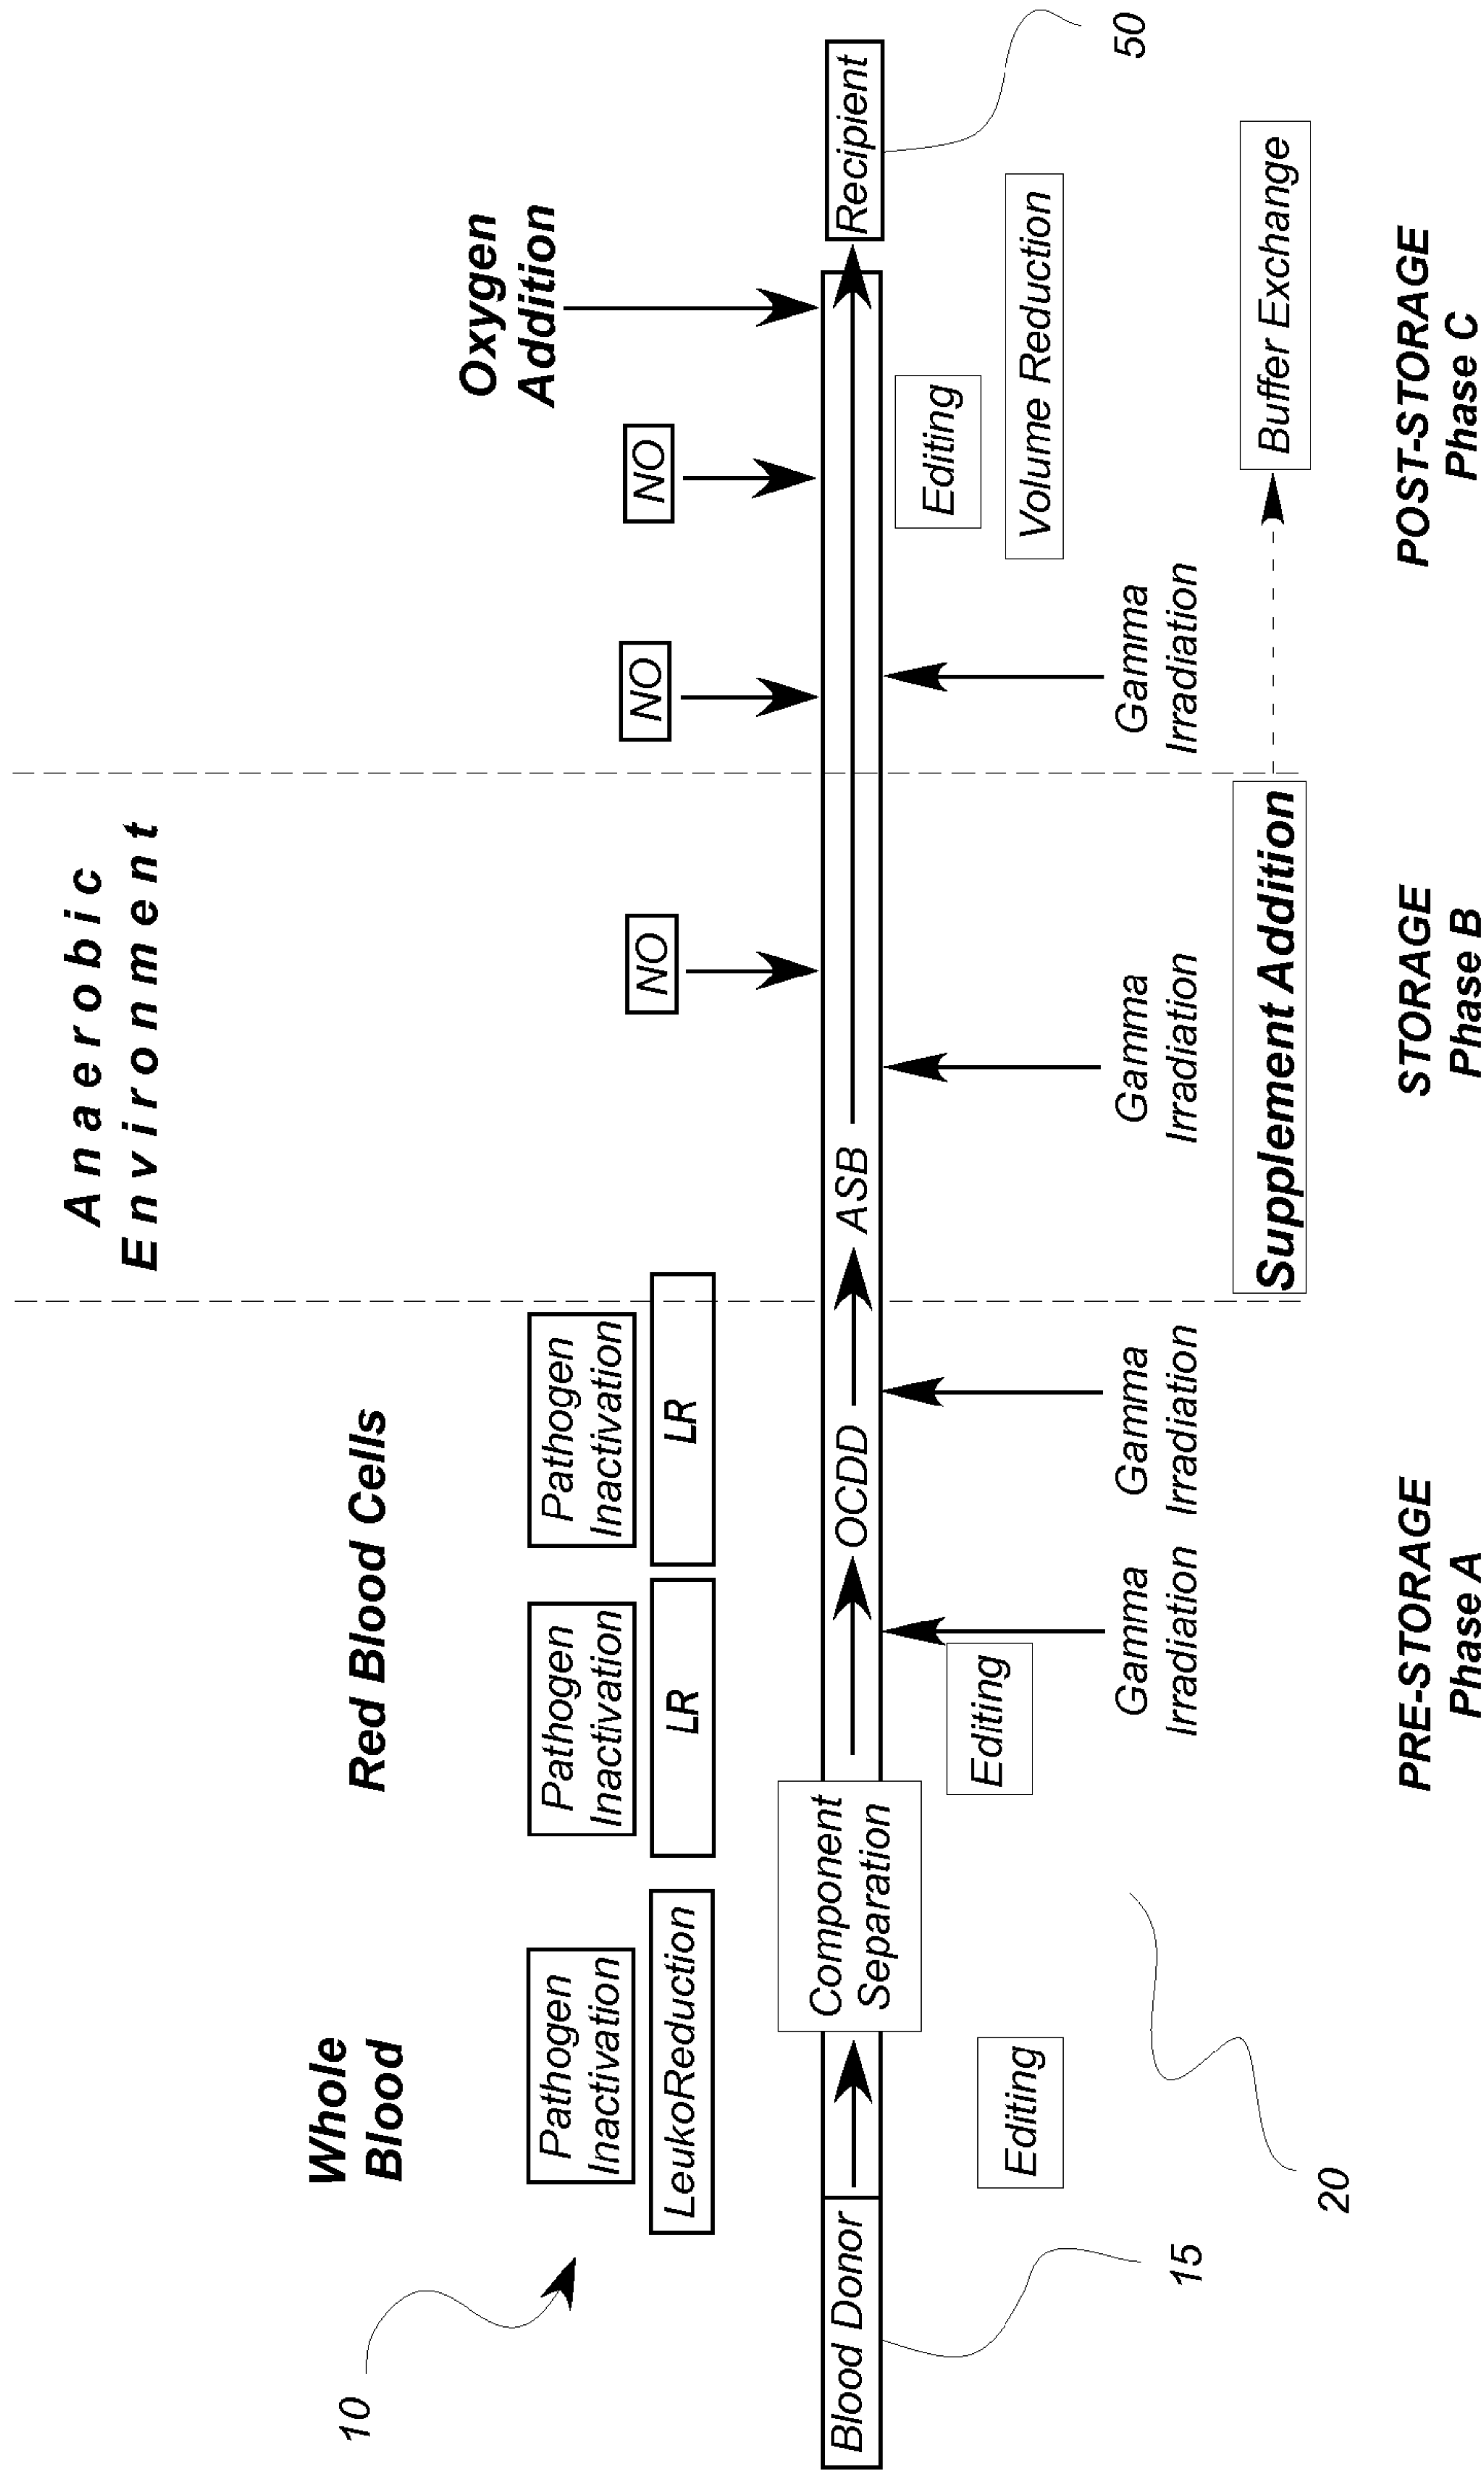 Anaerobic
Environment
Whole
Blood
Red Blood Cells
Oxygen
Addition
10
Pathogen
Inactivation
Pathogen
Inactivation
Pathogen
Inactivation
LeukoReduction
LR
LR
NO
NO
NO
Blood Donor
Component
Separation
OCDD
ASB
Recipient
Editing
Editing
Editing
Volume Reduction
15
20
50
Gamma
Irradiation
Gamma
Irradiation
Gamma
Irradiation
Gamma
Irradiation
Supplement Addition
Buffer Exchange
PRE-STORAGE
Phase A
STORAGE
Phase B
POST-STORAGE
Phase C